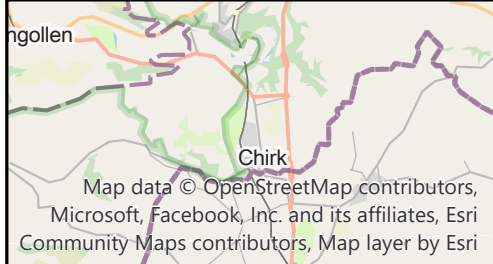 ngollen
Chirk
Map data © OpenStreetMap contributors,
Microsoft, Facebook, Inc. and its affiliates, Esri
Community Maps contributors, Map layer by Esri